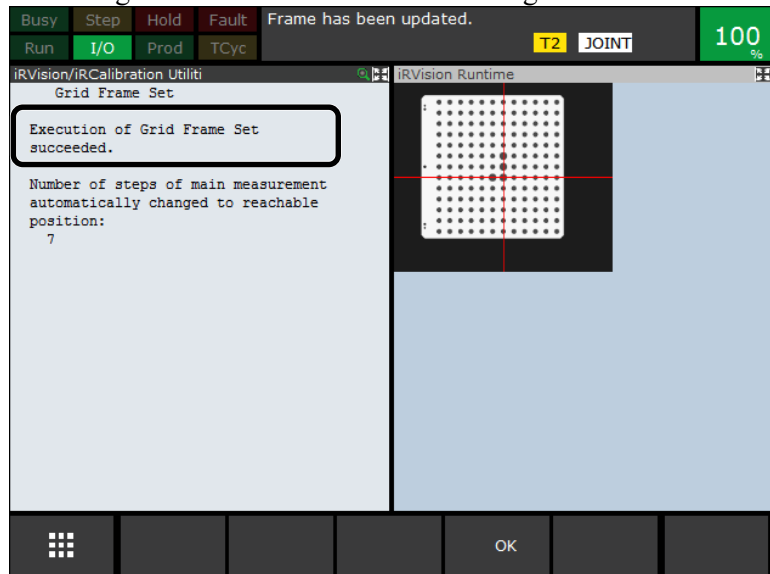 Busy Step Hold Fault Frame has been updated.
Run I/O Prod TCyc T2 JOINT 100 %
iRVision/iRCalibration Utiliti iRVision Runtime
Grid Frame Set
Execution of Grid Frame Set
succeeded.
Number of steps of main measurement
automatically changed to reachable
position:
7
OK